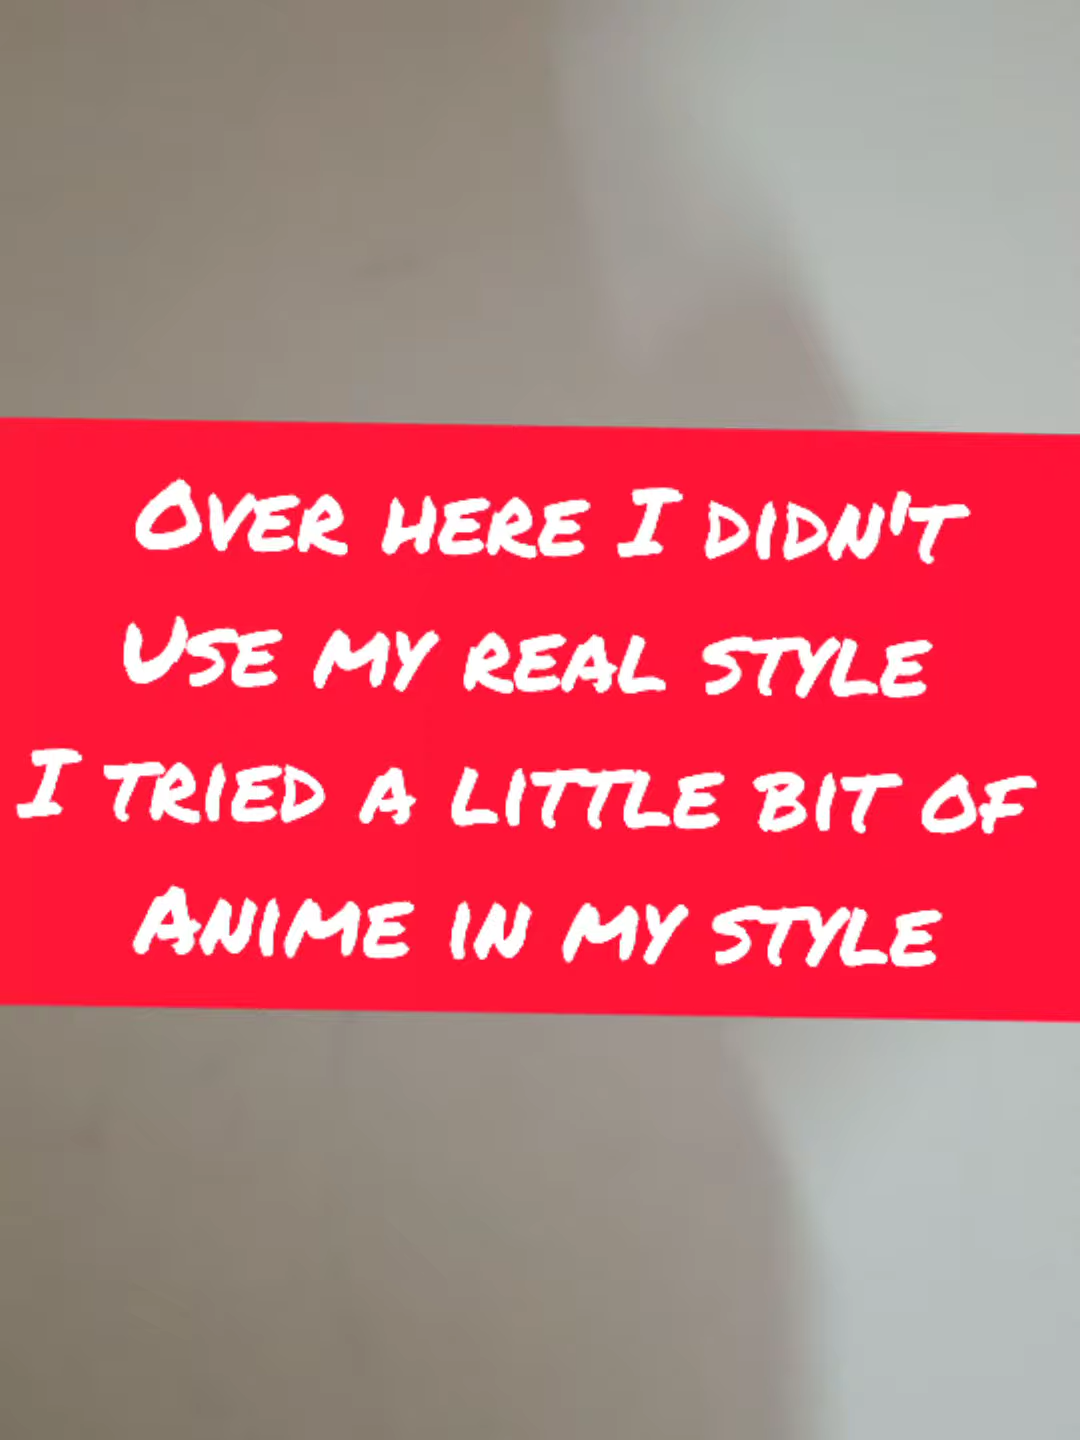 Over here I didn't
Use my real style
I tried a little bit of
Anime in my style